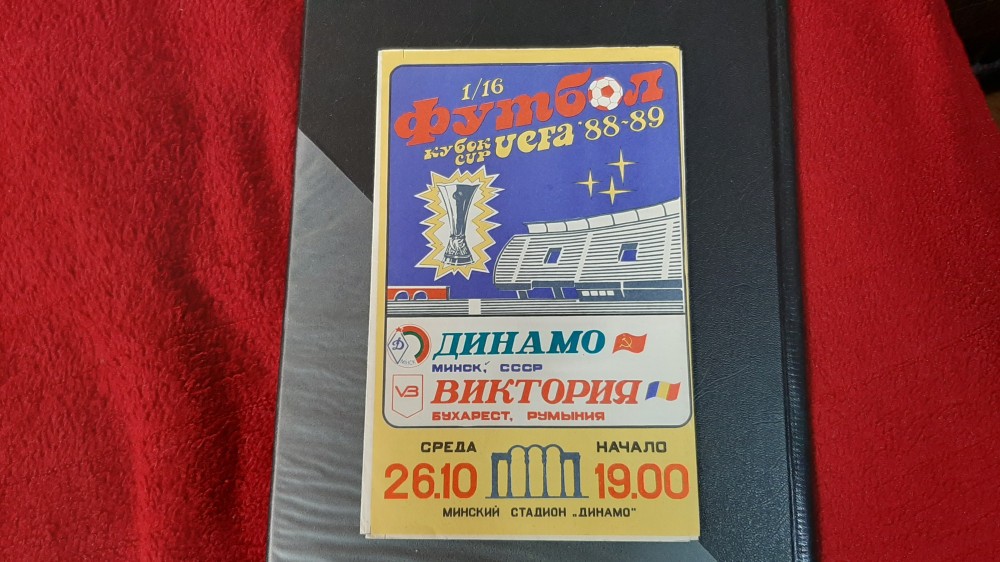 1/16
Футбол
КУБОК
CUP
UEFA '88-89
Д
ДИНАМО
МИНСК, СССР
VB
ВИКТОРИЯ
БУХАРЕСТ, РУМЫНИЯ
СРЕДА
НАЧАЛО
26.10
19.00
МИНСКИЙ СТАДИОН „ДИНАМО"